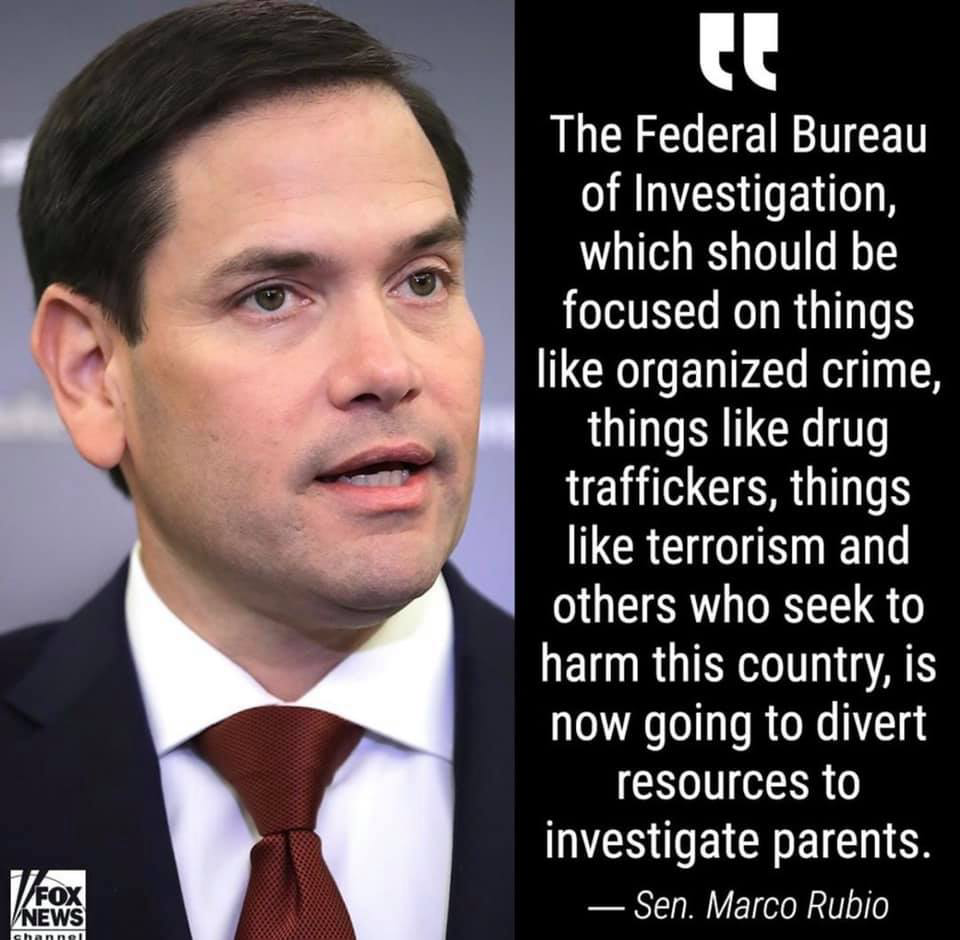 The Federal Bureau
of Investigation,
which should be
focused on things
like organized crime,
things like drug
traffickers, things
like terrorism and
others who seek to
harm this country, is
now going to divert
resources to
investigate parents.
— Sen. Marco Rubio
FOX
NEWS
channel